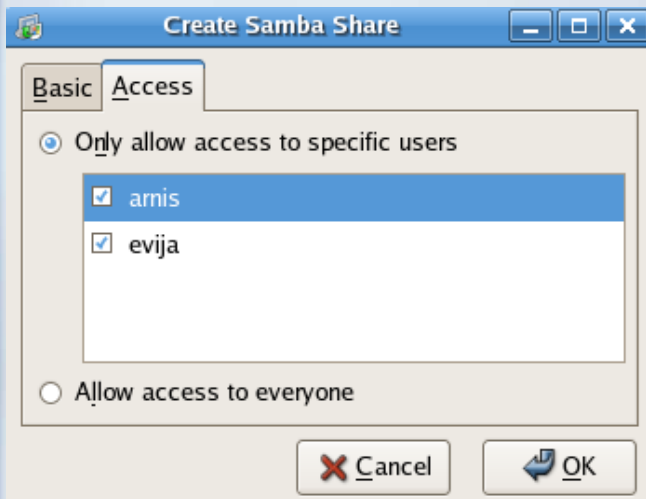 Create Samba Share
Basic
Access
Only allow access to specific users
arnis
evija
Allow access to everyone
Cancel
OK